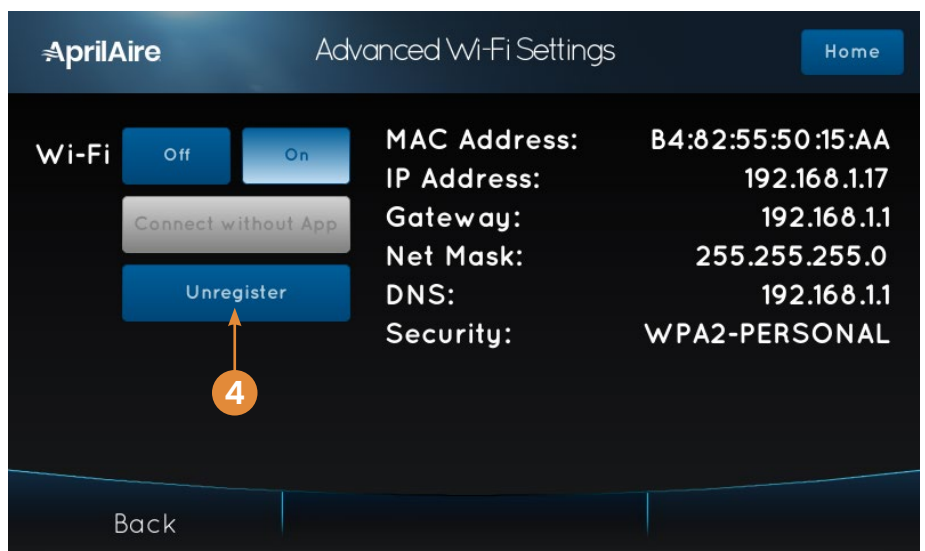 AprilAire
Advanced Wi-Fi Settings
Home
Wi-Fi
Off
On
Connect without App
Unregister
4
MAC Address: B4:82:55:50:15:AA
IP Address: 192.168.1.17
Gateway: 192.168.1.1
Net Mask: 255.255.255.0
DNS: 192.168.1.1
Security: WPA2-PERSONAL
Back